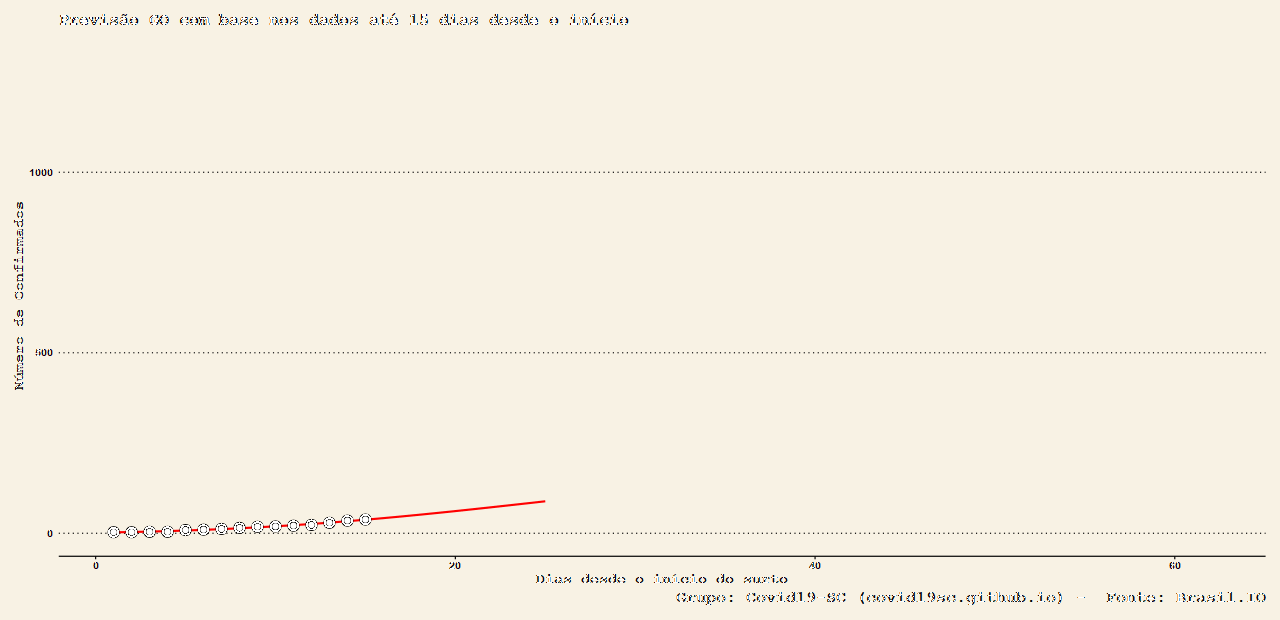 Previsão GO com base nos dados até 15 dias desde o início
1000
Número de Confirmados
500
0
0 20 40 60
Dias desde o início do surto
Grupo: Covid19-SC (covid19sc.github.io) - Fonte: Brasil.IO